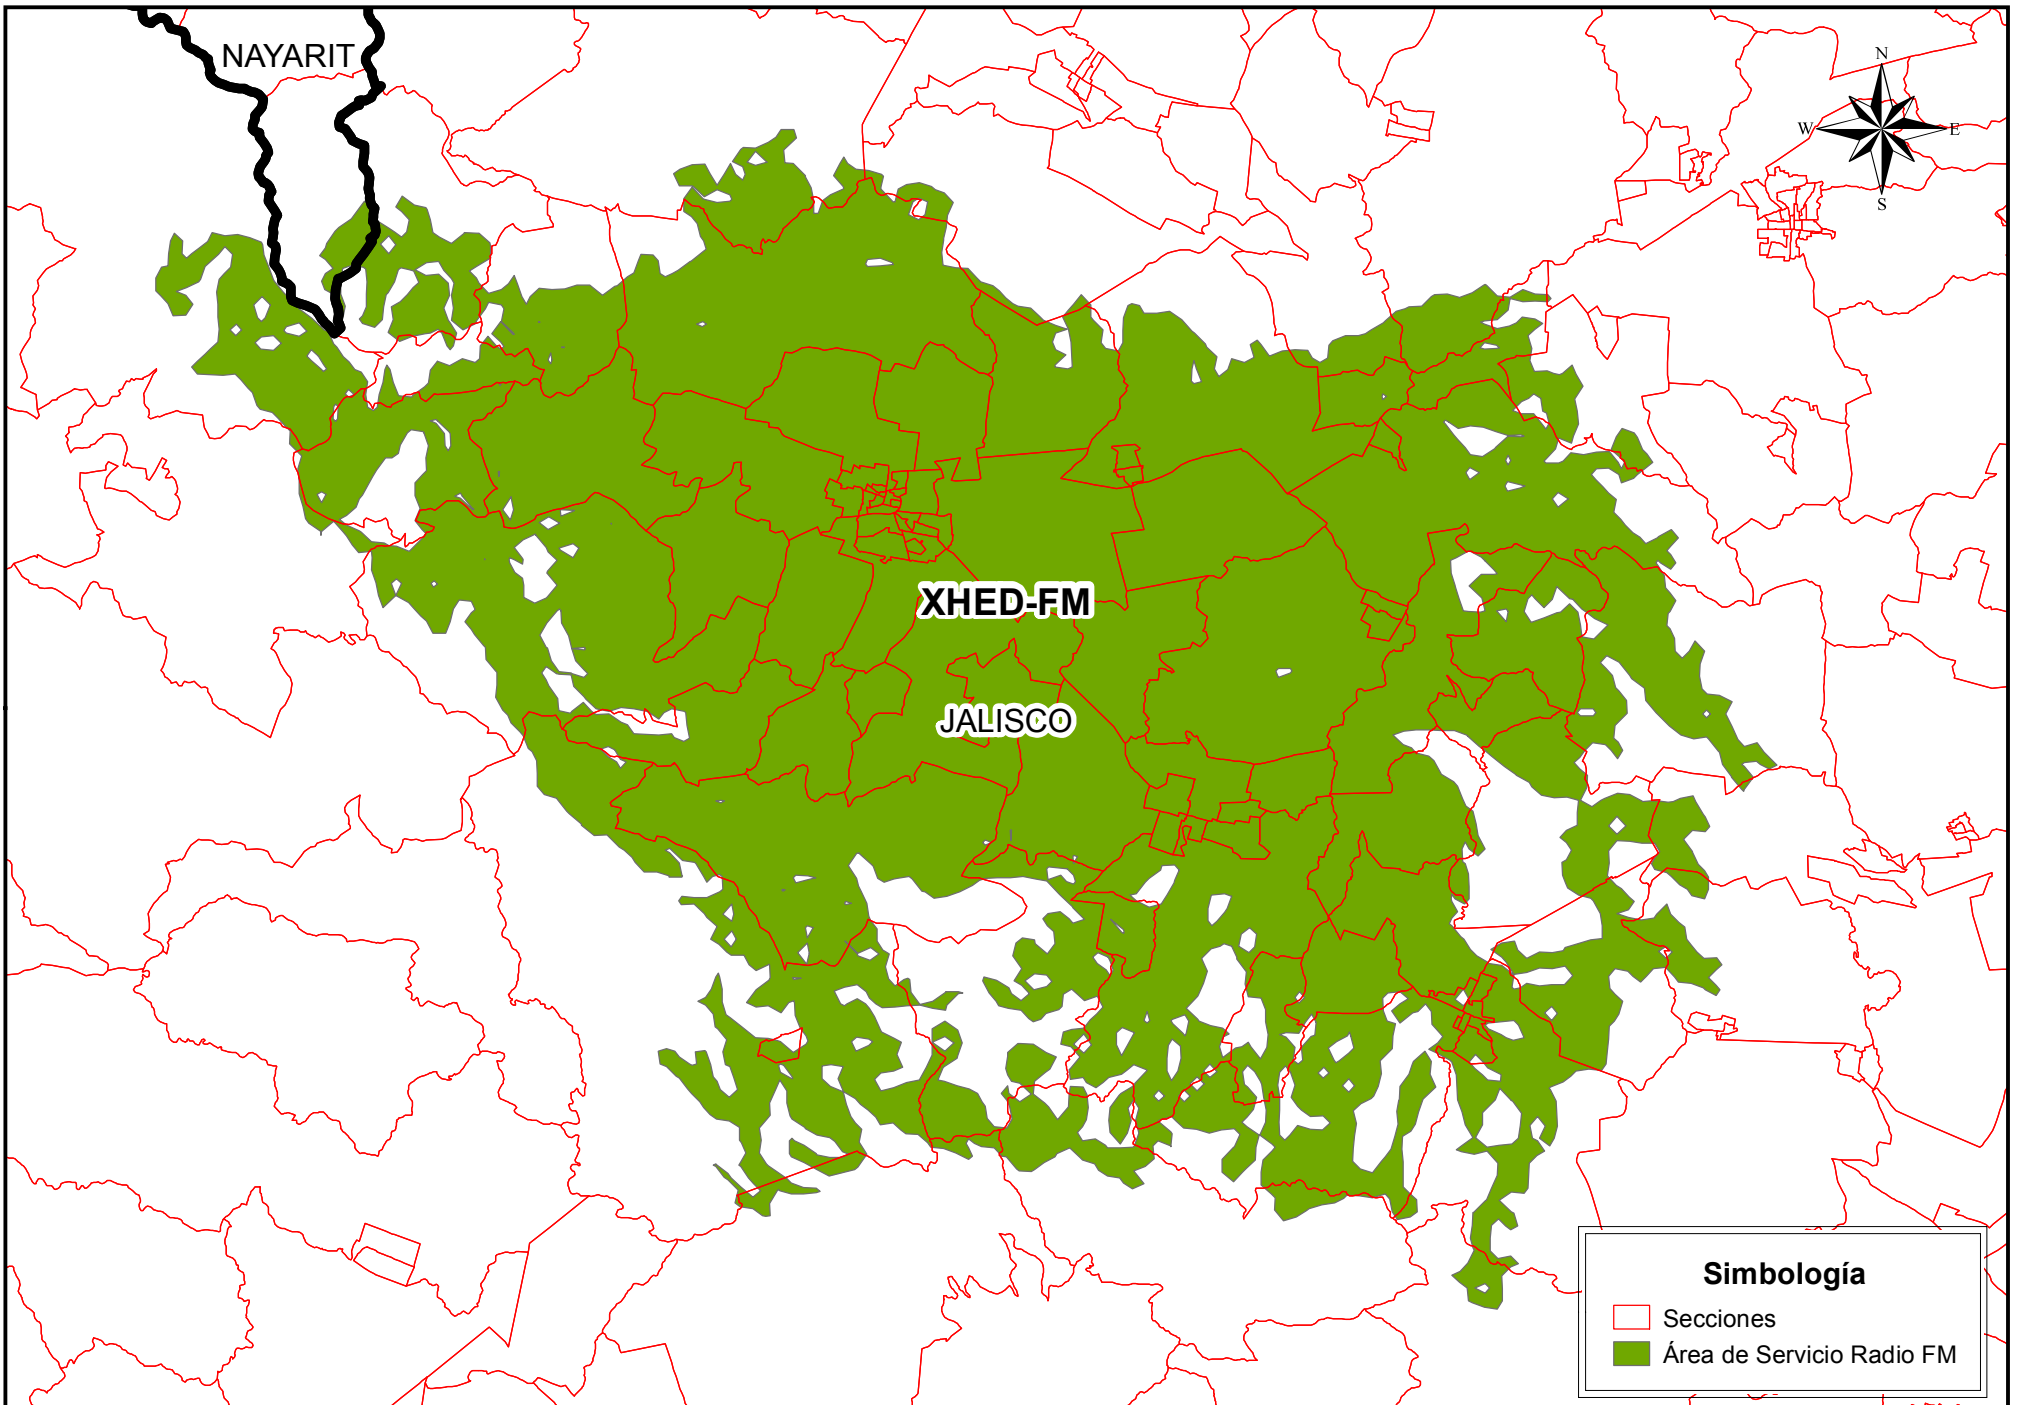 NAYARIT
N
W
E
S
XHED-FM
JALISCO
Simbología
Secciones
Área de Servicio Radio FM